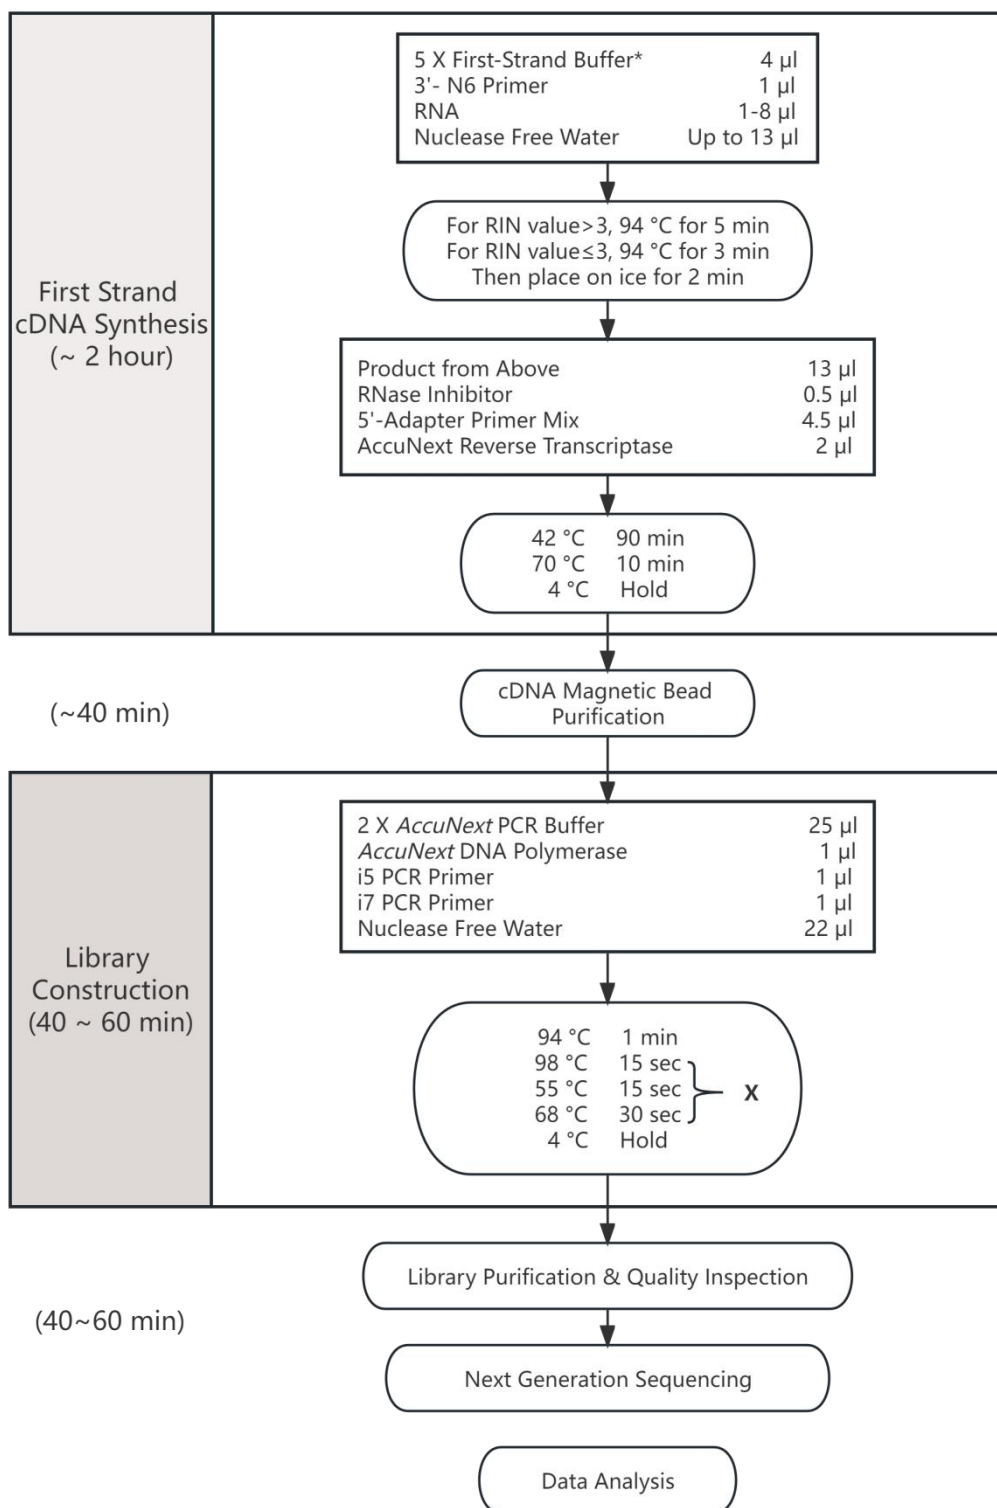 5 X First-Strand Buffer* 4 µl
3'- N6 Primer 1 µl
RNA 1-8 µl
Nuclease Free Water Up to 13 µl
For RIN value>3, 94 °C for 5 min
For RIN value≤3, 94 °C for 3 min
Then place on ice for 2 min
First Strand
cDNA Synthesis
(~ 2 hour)
Product from Above 13 µl
RNase Inhibitor 0.5 µl
5'-Adapter Primer Mix 4.5 µl
AccuNext Reverse Transcriptase 2 µl
42 °C 90 min
70 °C 10 min
4 °C Hold
(~40 min)
cDNA Magnetic Bead
Purification
2 X AccuNext PCR Buffer 25 µl
AccuNext DNA Polymerase 1 µl
i5 PCR Primer 1 µl
i7 PCR Primer 1 µl
Nuclease Free Water 22 µl
Library
Construction
(40 ~ 60 min)
94 °C 1 min
98 °C 15 sec
55 °C 15 sec X
68 °C 30 sec
4 °C Hold
Library Purification & Quality Inspection
(40~60 min)
Next Generation Sequencing
Data Analysis